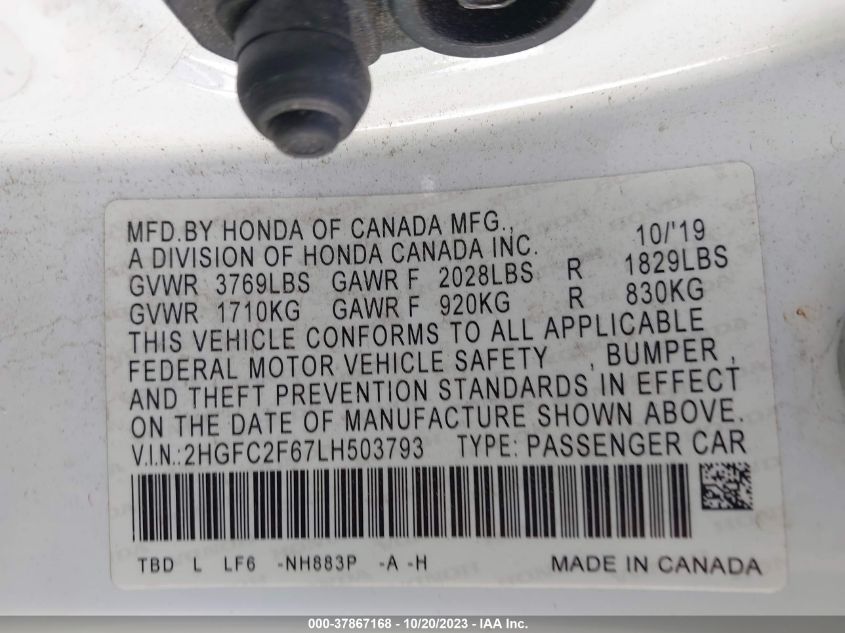 MFD.BY HONDA OF CANADA MFG.,
A DIVISION OF HONDA CANADA INC. 10/'19
GVWR 3769LBS GAWR F 2028LBS R 1829LBS
GVWR 1710KG GAWR F 920KG R 830KG
THIS VEHICLE CONFORMS TO ALL APPLICABLE
FEDERAL MOTOR VEHICLE SAFETY , BUMPER ,
AND THEFT PREVENTION STANDARDS IN EFFECT
ON THE DATE OF MANUFACTURE SHOWN ABOVE.
V.I.N.:2HGFC2F67LH503793 TYPE: PASSENGER CAR
TBD L LF6 -NH883P -A -H MADE IN CANADA
000-37867168 - 10/20/2023 - IAA Inc.